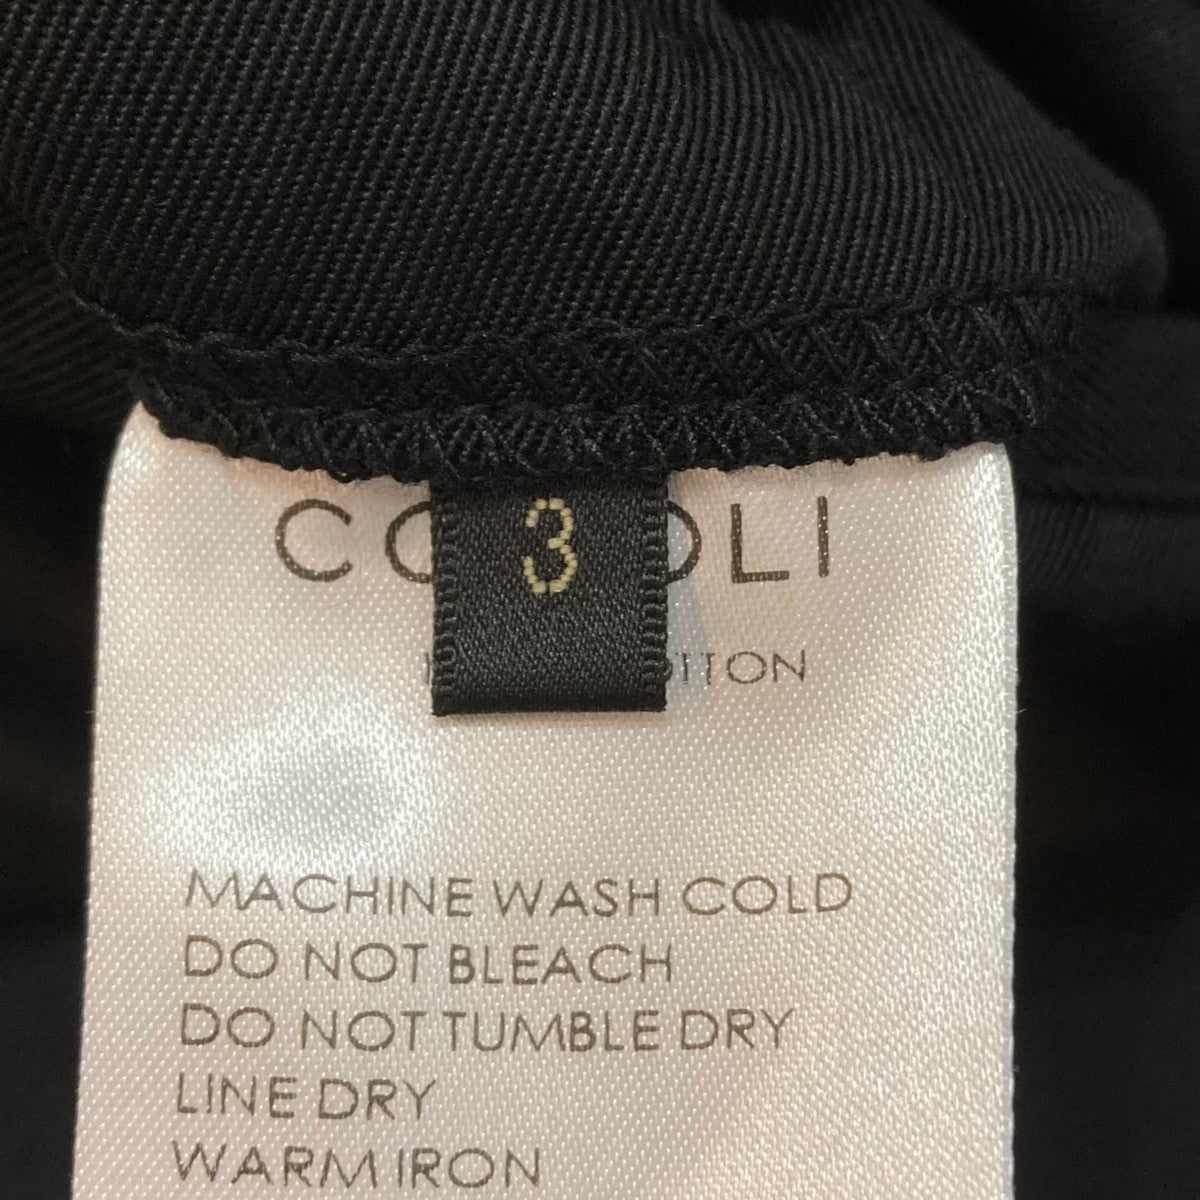 3
MACHINE WASH COLD
DO NOT BLEACH
DO NOT TUMBLE DRY
LINE DRY
WARM IRON